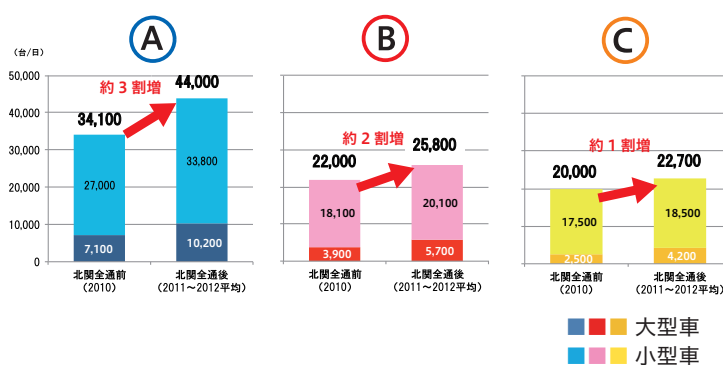 A
B
C
(台/日)
50,000
40,000
30,000
20,000
10,000
0
約3割増
34,100
44,000
27,000
33,800
7,100
10,200
北関全通前
(2010)
北関全通後
(2011～2012平均)
約2割増
22,000
25,800
18,100
20,100
3,900
5,700
北関全通前
(2010)
北関全通後
(2011～2012平均)
約1割増
20,000
22,700
17,500
18,500
2,500
4,200
北関全通前
(2010)
北関全通後
(2011～2012平均)
大型車
小型車